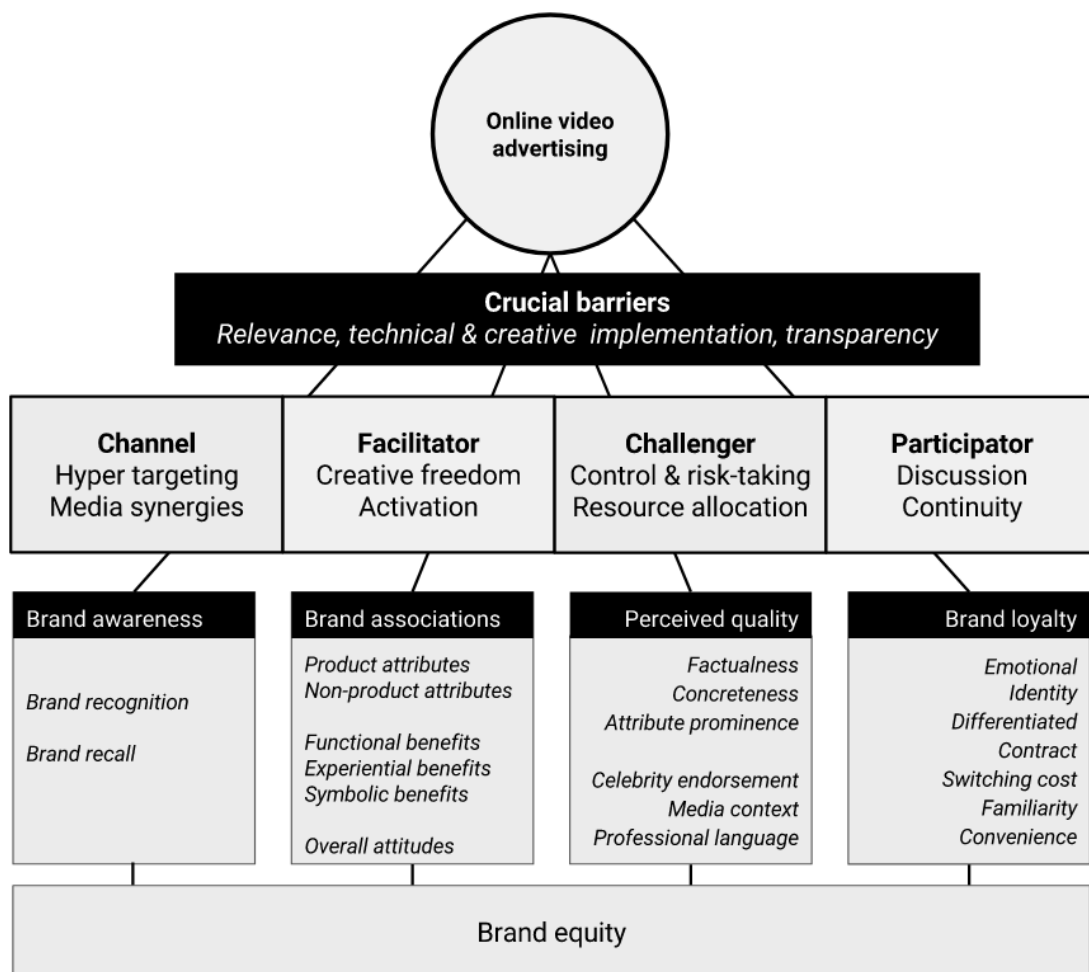 Online video
advertising
Crucial barriers
Relevance, technical & creative implementation, transparency
Channel
Hyper targeting
Media synergies
Facilitator
Creative freedom
Activation
Challenger
Control & risk-taking
Resource allocation
Participator
Discussion
Continuity
Brand awareness
Brand recognition
Brand recall
Brand associations
Product attributes
Non-product attributes
Functional benefits
Experiential benefits
Symbolic benefits
Overall attitudes
Perceived quality
Factualness
Concreteness
Attribute prominence
Celebrity endorsement
Media context
Professional language
Brand loyalty
Emotional
Identity
Differentiated
Contract
Switching cost
Familiarity
Convenience
Brand equity